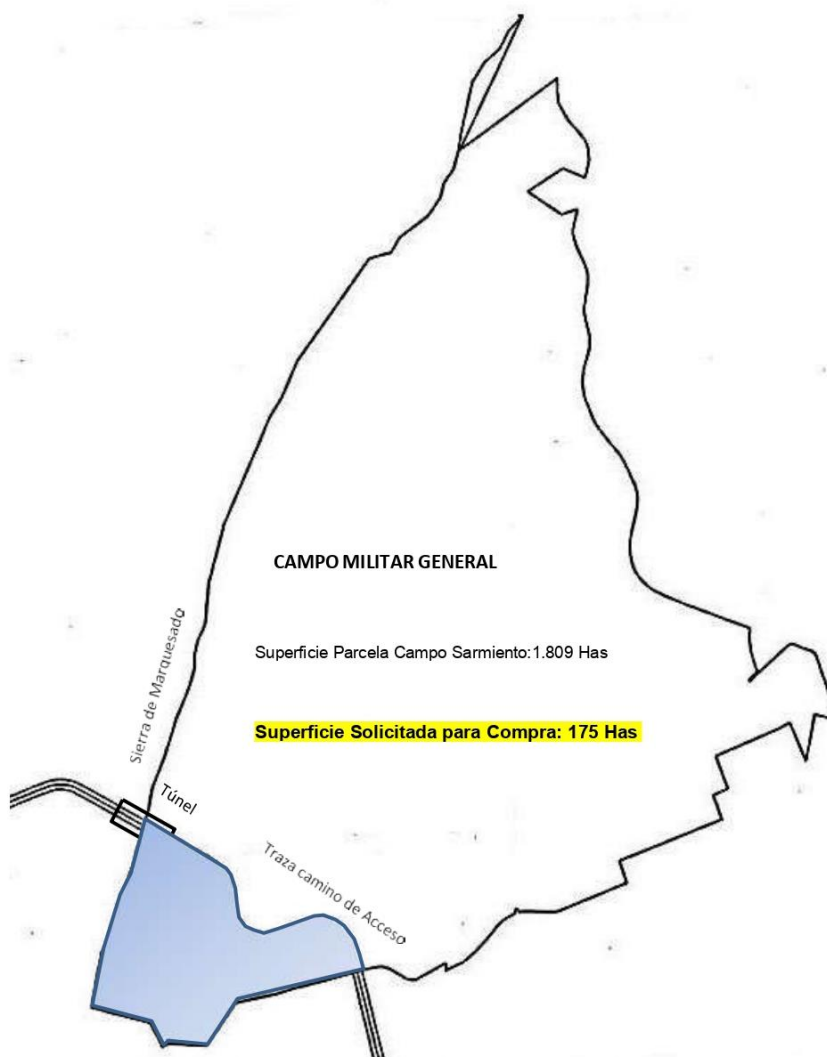 CAMPO MILITAR GENERAL
Superficie Parcela Campo Sarmiento:1.809 Has
Sierra de Marquesado
Superficie Solicitada para Compra: 175 Has
Túnel
Traza camino de Acceso